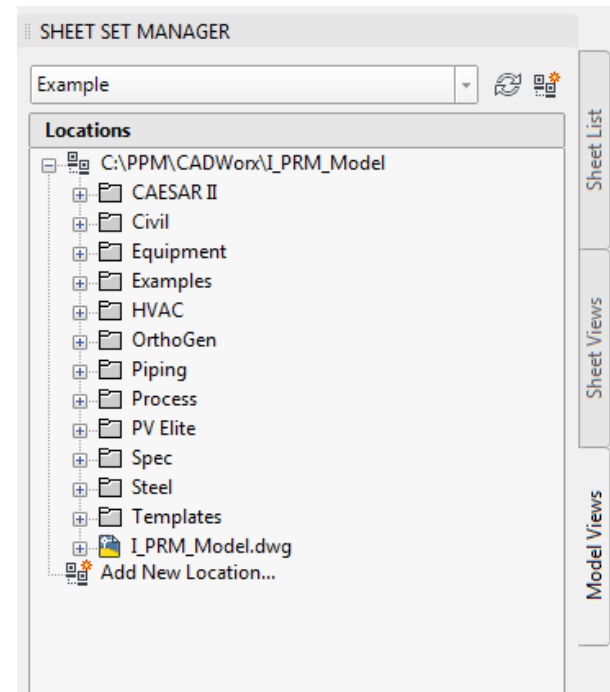 SHEET SET MANAGER
Example
Locations
C:\PPM\CADWorx\I_PRM_Model
CAESAR II
Civil
Equipment
Examples
HVAC
OrthoGen
Piping
Process
PV Elite
Spec
Steel
Templates
I_PRM_Model.dwg
Add New Location...
Sheet List
Sheet Views
Model Views